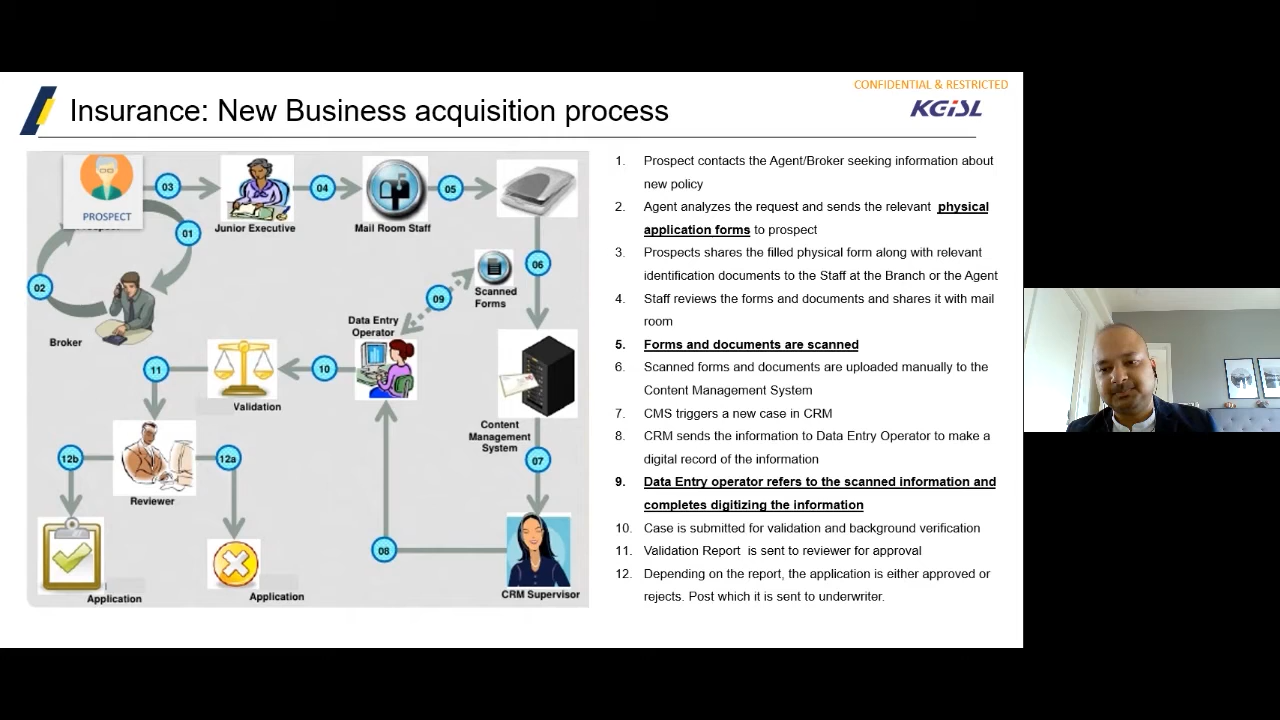 CONFIDENTIAL & RESTRICTED
Insurance: New Business acquisition process
KGiSL
PROSPECT
03
Junior Executive
04
Mail Room Staff
05
01
02
Broker
06
Scanned
Forms
09
Data Entry
Operator
10
Validation
11
Content
Management
System
07
12b
12a
Reviewer
08
CRM Supervisor
Application
Application
1. Prospect contacts the Agent/Broker seeking information about
new policy
2. Agent analyzes the request and sends the relevant physical
application forms to prospect
3. Prospects shares the filled physical form along with relevant
identification documents to the Staff at the Branch or the Agent
4. Staff reviews the forms and documents and shares it with mail
room
5. Forms and documents are scanned
6. Scanned forms and documents are uploaded manually to the
Content Management System
7. CMS triggers a new case in CRM
8. CRM sends the information to Data Entry Operator to make a
digital record of the information
9. Data Entry operator refers to the scanned information and
completes digitizing the information
10. Case is submitted for validation and background verification
11. Validation Report is sent to reviewer for approval
12. Depending on the report, the application is either approved or
rejects. Post which it is sent to underwriter.